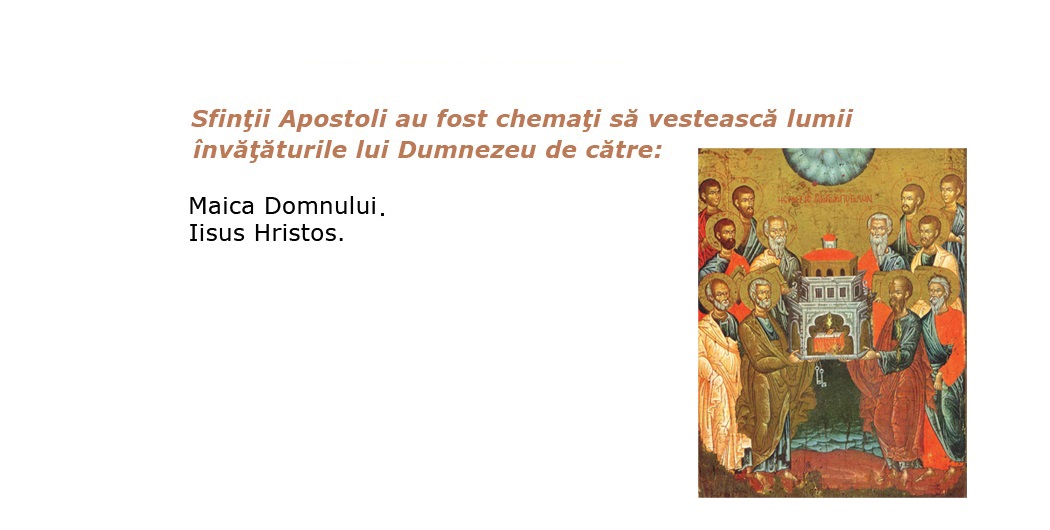 Sfinţii Apostoli au fost chemaţi să vestească lumii
învăţăturile lui Dumnezeu de către:
Maica Domnului.
Iisus Hristos.